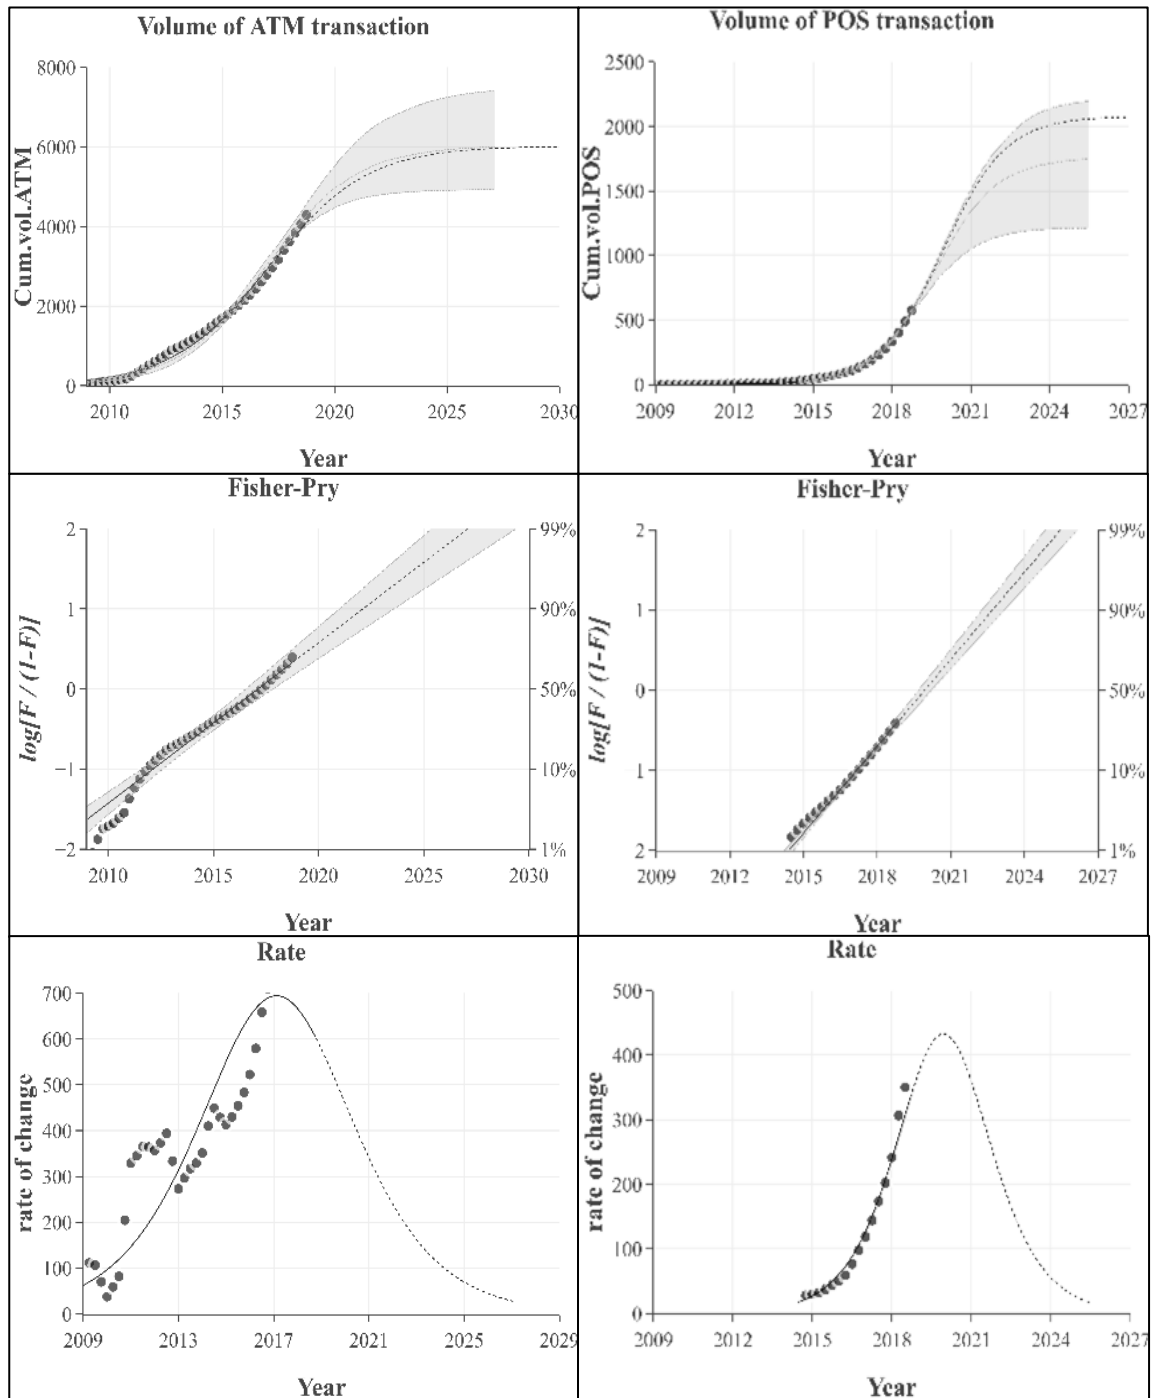 Volume of ATM transaction
8000
6000
4000
2000
0
Cum.vol.ATM
2010 2015 2020 2025 2030
Year
Volume of POS transaction
2500
2000
1500
1000
500
0
Cum.vol.POS
2009 2012 2015 2018 2021 2024 2027
Year
Fisher-Pry
2 99%
1 90%
0 50%
−1 10%
−2 1%
log[F / (1-F)]
2010 2015 2020 2025 2030
Year
Fisher-Pry
2 99%
1 90%
0 50%
1 10%
2 1%
log[F / (1-F)]
2009 2012 2015 2018 2021 2024 2027
Year
Rate
700
600
500
400
300
200
100
0
rate of change
2009 2013 2017 2021 2025 2029
Year
Rate
500
400
300
200
100
0
rate of change
2009 2012 2015 2018 2021 2024 2027
Year